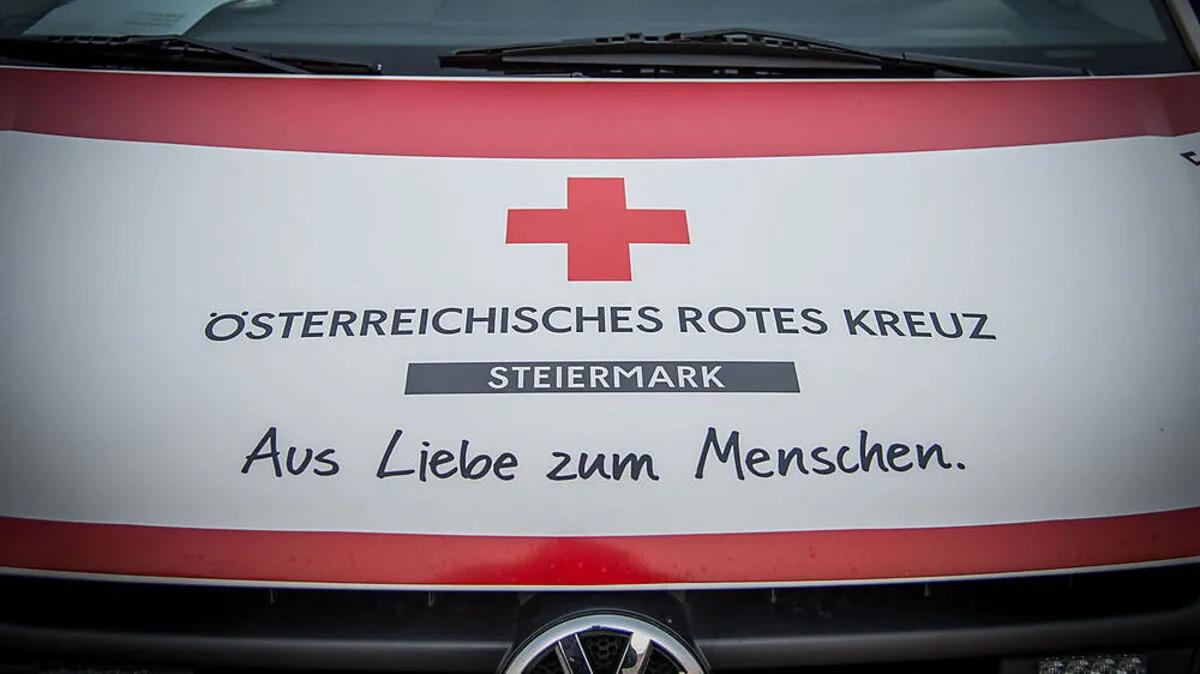 ÖSTERREICHISCHES ROTES KREUZ
STEIERMARK
Aus Liebe zum Menschen.